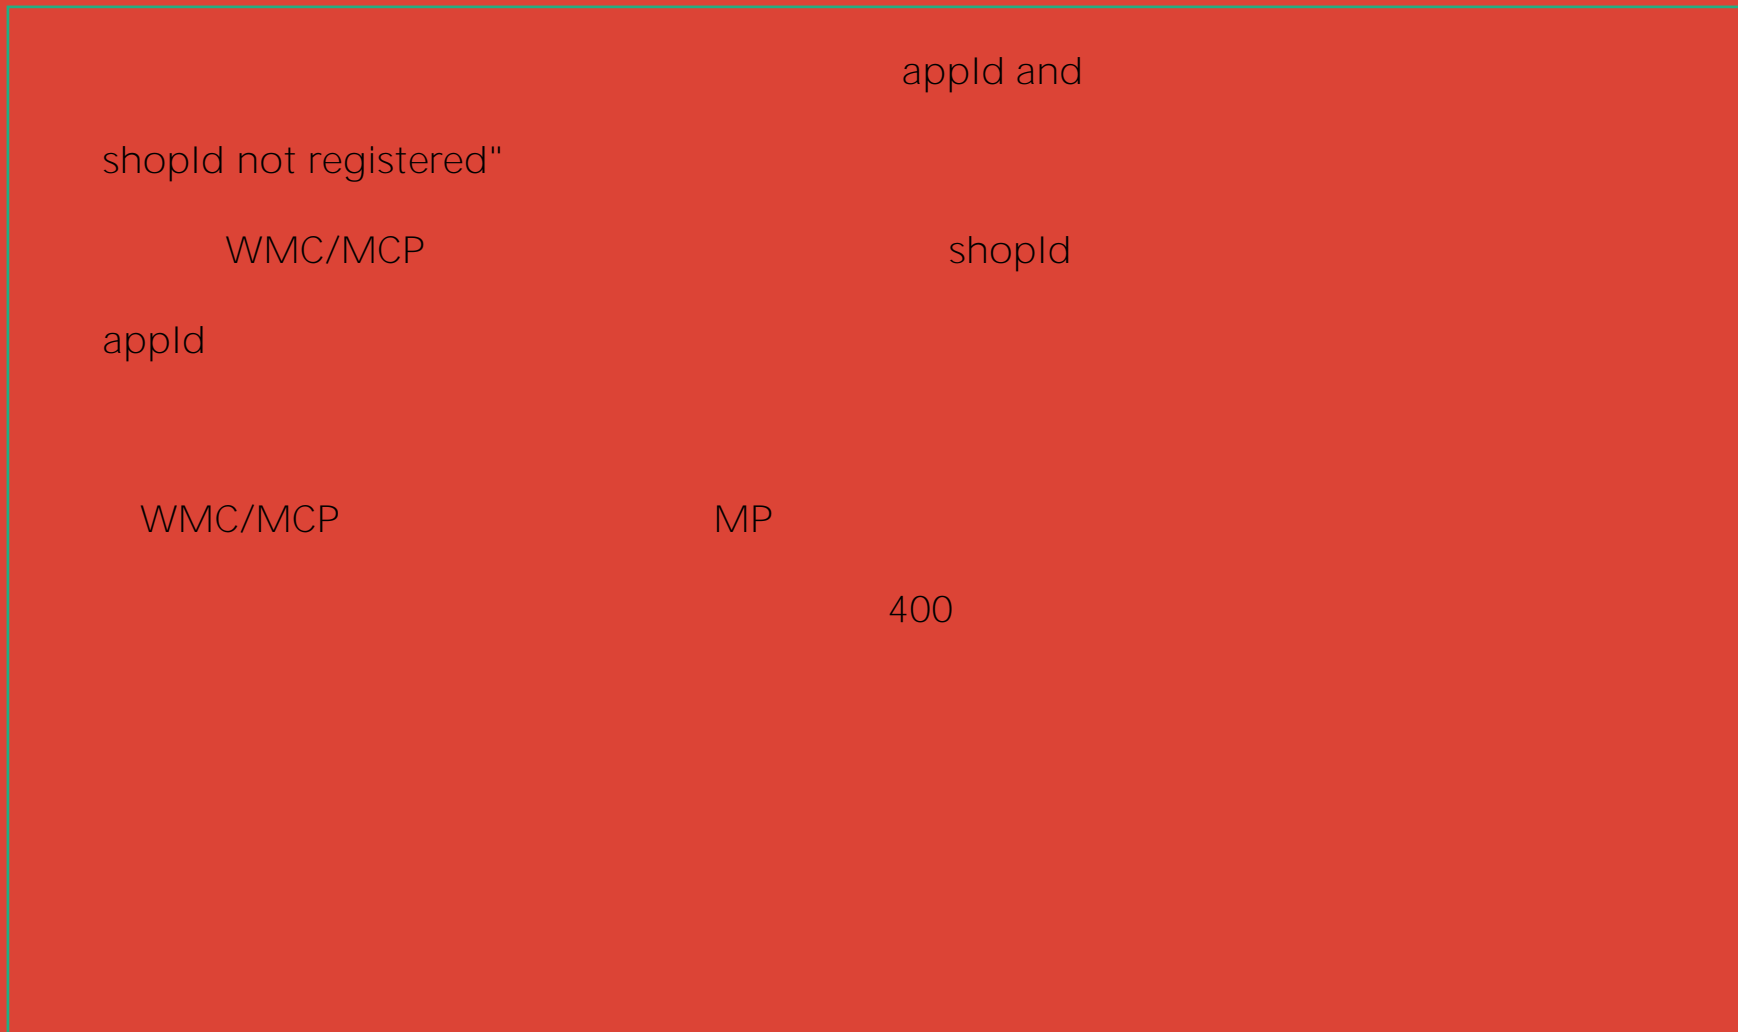 appId and
shopId not registered"
WMC/MCP shopId
appId
WMC/MCP MP
400